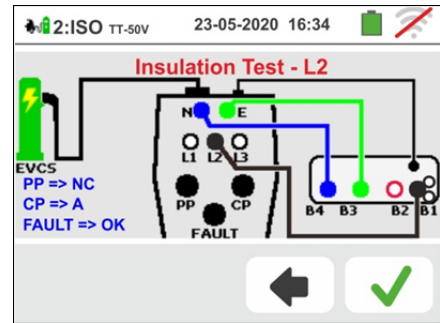 2:ISO TT-50V 23-05-2020 16:34
Insulation Test - L2
N E
L1 L2 L3
EVCS
PP => NC
CP => A
FAULT => OK
PP CP
FAULT
B4 B3 B2 B1